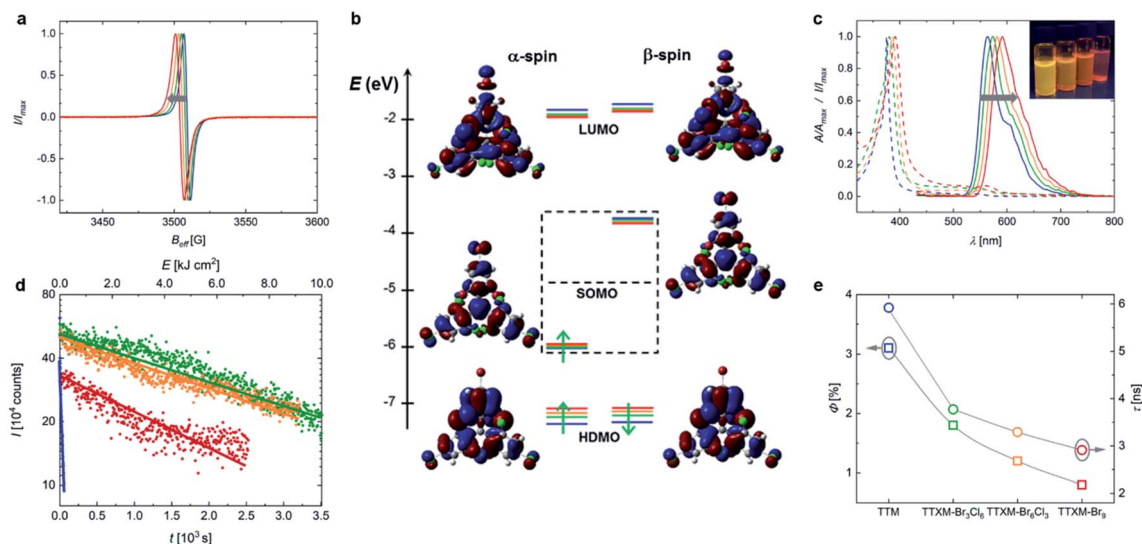 a
I/I_max
1.0
0.5
0.0
-0.5
-1.0
3450
3500
3550
3600
B_eff [G]
b
α-spin
β-spin
E (eV)
-2
-3
-4
-5
-6
-7
LUMO
SOMO
HDMO
c
A/A_max / I/I_max
1.0
0.8
0.6
0.4
0.2
0.0
400
500
600
700
800
λ [nm]
d
E [kJ cm²]
0.0
2.0
4.0
6.0
8.0
10.0
I [10⁴ counts]
80
40
20
10
0.0
0.5
1.0
1.5
2.0
2.5
3.0
3.5
t [10³ s]
e
Φ [%]
4
3
2
1
6
5
4
3
2
τ [ns]
TTM
TTXM-Br₃Cl₆
TTXM-Br₆Cl₃
TTXM-Br₉